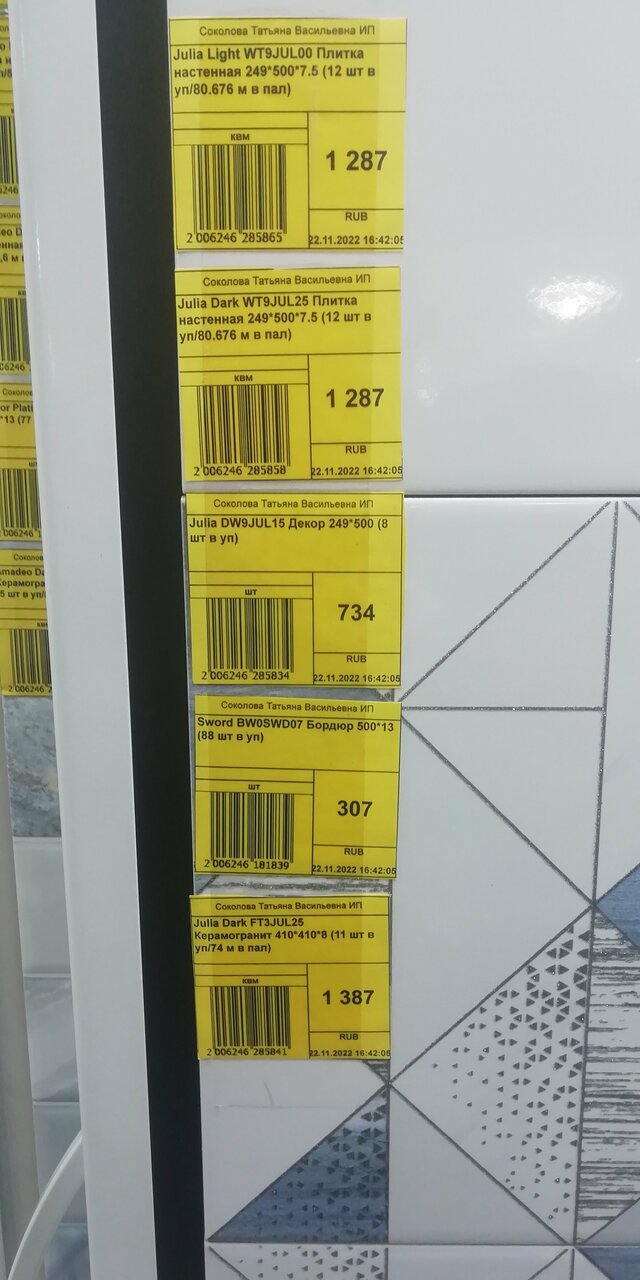 Соколова Татьяна Васильевна ИП
Julia Light WT9JUL00 Плитка
настенная 249*500*7.5 (12 шт в
уп/80.676 м в пал)
квм
1 287
RUB
2 006246 285865
22.11.2022 16:42:05
Соколова Татьяна Васильевна ИП
Julia Dark WT9JUL25 Плитка
настенная 249*500*7.5 (12 шт в
уп/80.676 м в пал)
квм
1 287
RUB
2 006246 285858
22.11.2022 16:42:05
Соколова Татьяна Васильевна ИП
Julia DW9JUL15 Декор 249*500 (8
шт в уп)
шт
734
RUB
2 006246 285834
22.11.2022 16:42:05
Соколова Татьяна Васильевна ИП
Sword BW0SWD07 Бордюр 500*13
(88 шт в уп)
шт
307
RUB
2 006246 181839
22.11.2022 16:42:05
Соколова Татьяна Васильевна ИП
Julia Dark FT3JUL25
Керамогранит 410*410*8 (11 шт в
уп/74 м в пал)
квм
1 387
RUB
2 006246 285841
22.11.2022 16:42:05